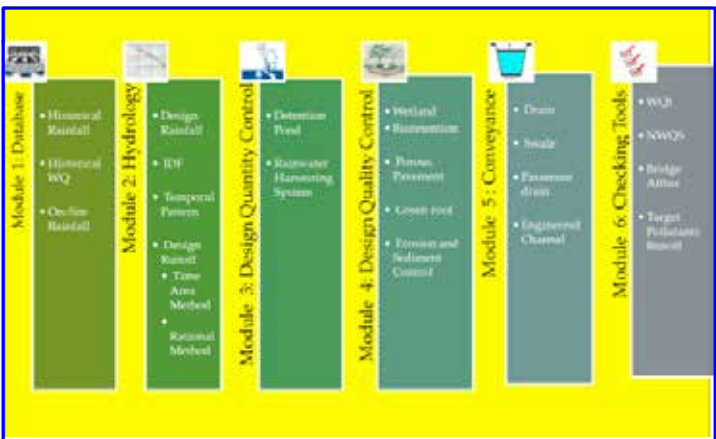 Module 1: Database
• Historical
Rainfall
• Historical
WQ
• On-Site
Rainfall
Module 2: Hydrology
• Design
Rainfall
• IDF
• Temporal
Pattern
• Design
Runoff
• Time
Area
Method
•
Rational
Method
Module 3: Design Quantity Control
• Detention
Pond
• Rainwater
Harvesting
System
Module 4: Design Quality Control
• Wetland
• Bioretention
• Porous
Pavement
• Green roof
• Erosion and
Sediment
Control
Module 5 : Conveyance
• Drain
• Swale
• Pavement
drain
• Engineered
Channel
Module 6: Checking Tools
• WQI
• NWQS
• Bridge
• Target
Pollutants